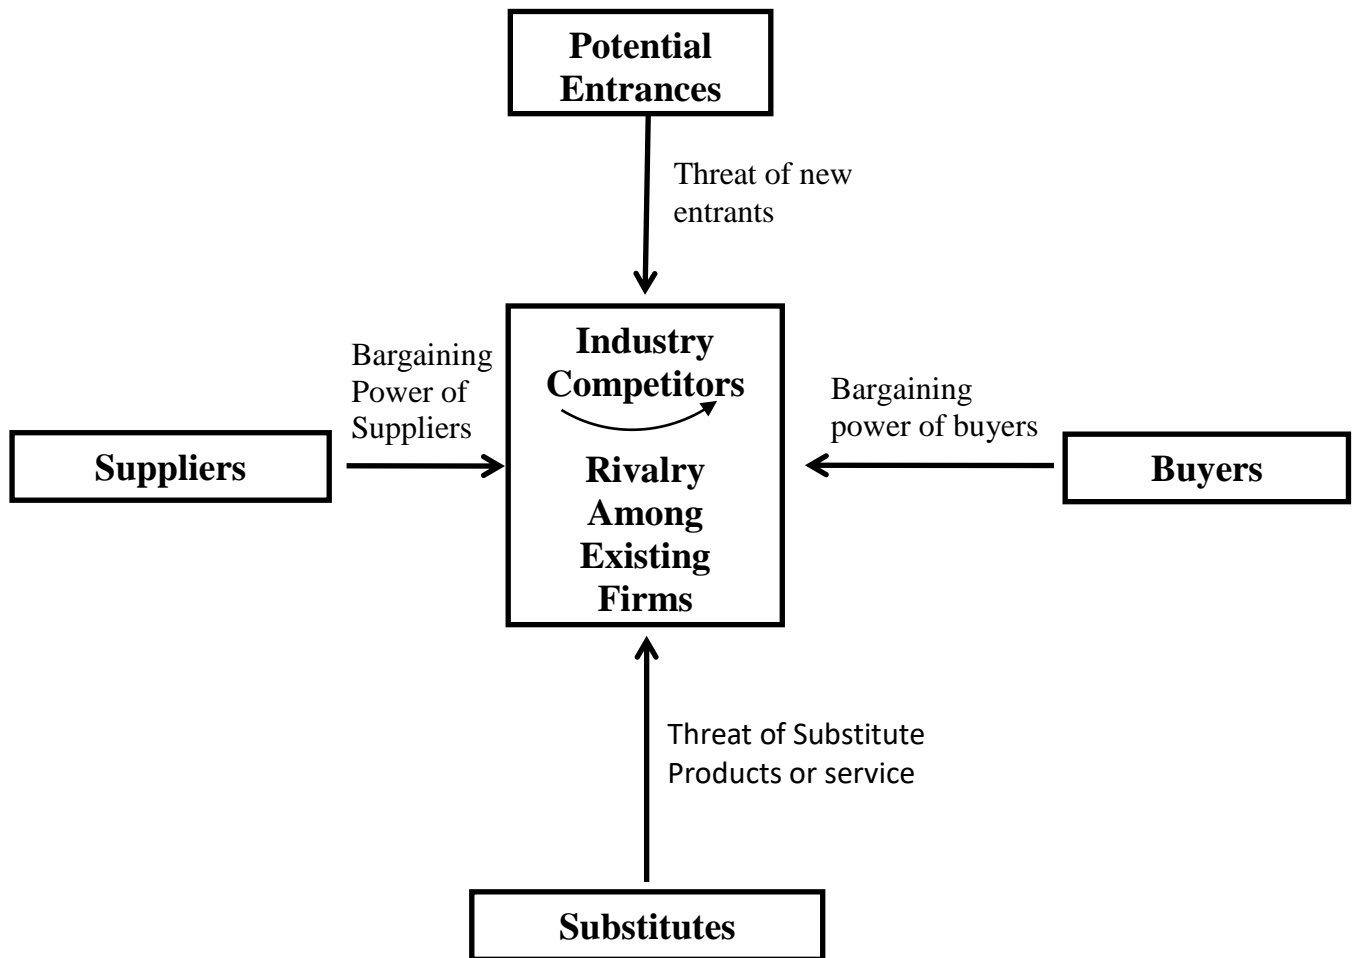 Potential
Entrances
Threat of new
entrants
Industry
Competitors
Bargaining
Power of
Suppliers
Bargaining
power of buyers
Suppliers
Rivalry
Among
Existing
Firms
Buyers
Threat of Substitute
Products or service
Substitutes